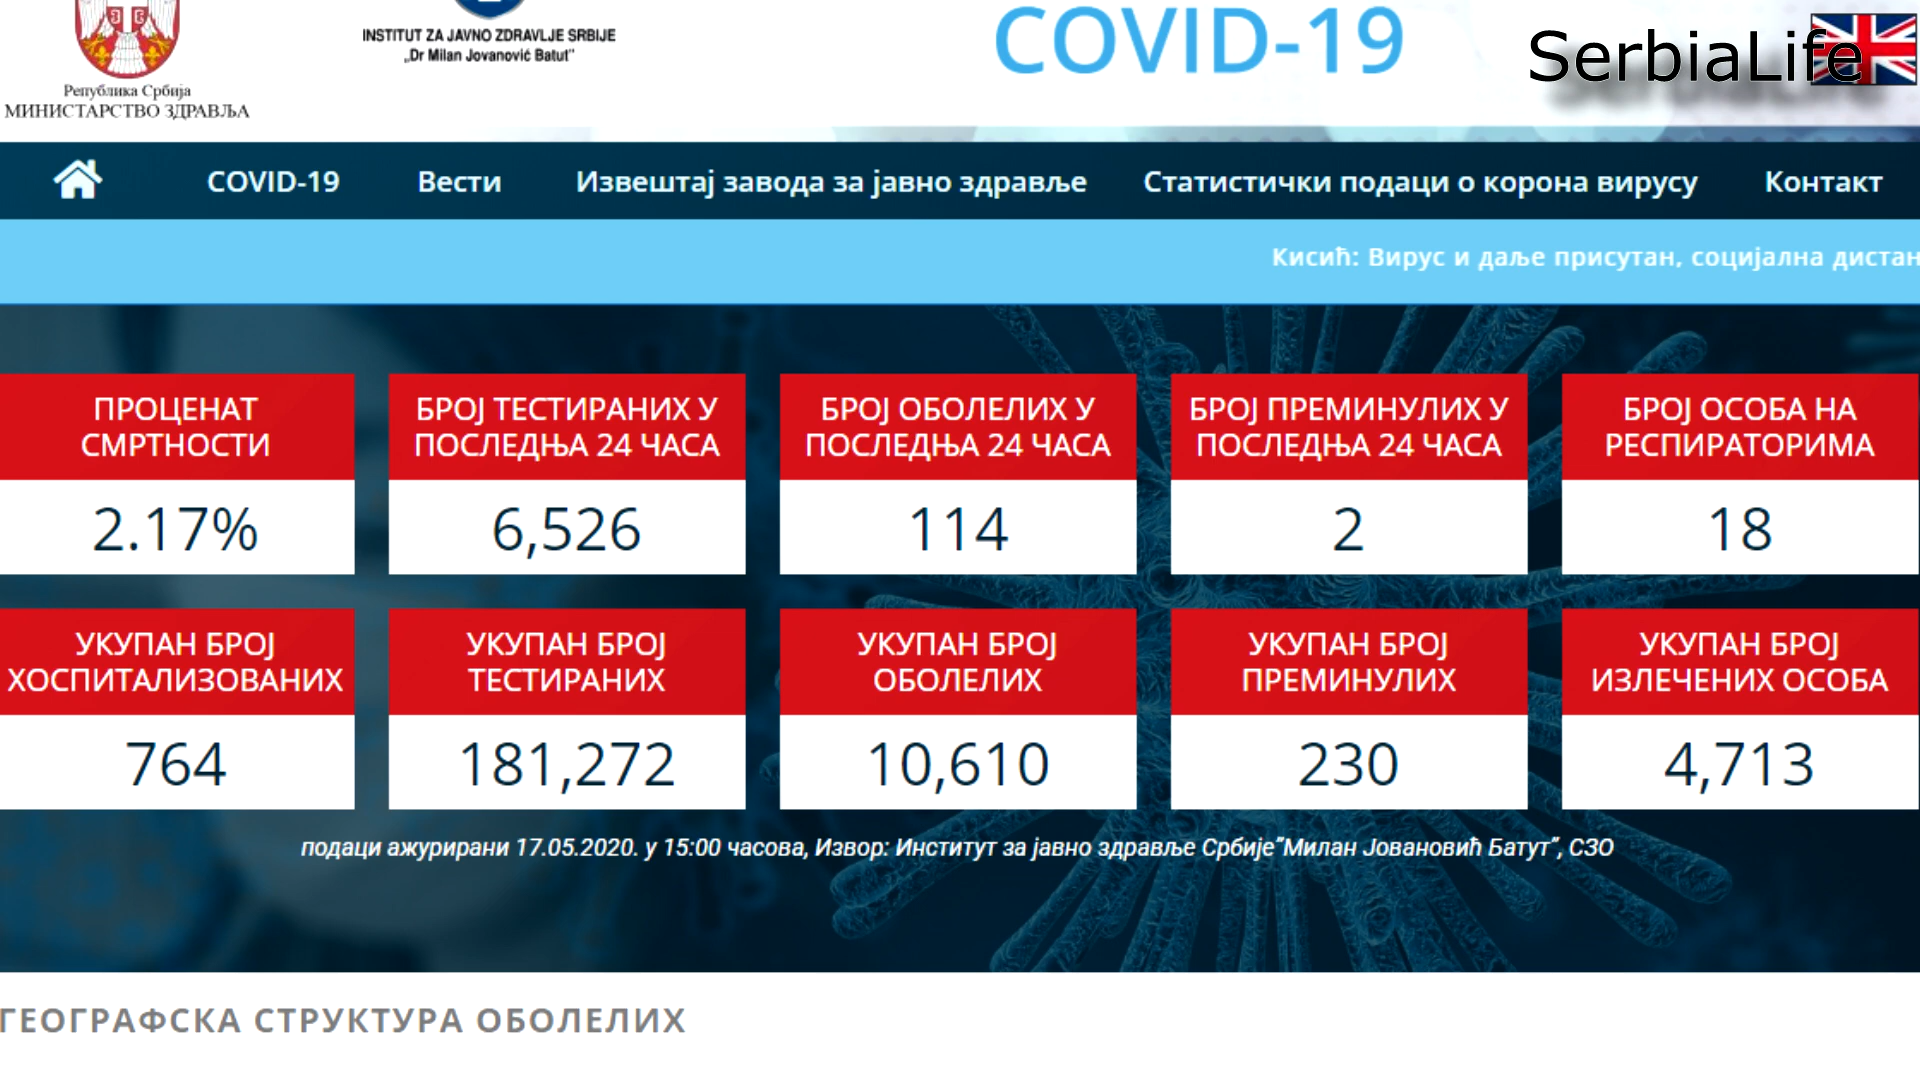 Република Србија
МИНИСТАРСТВО ЗДРАВЉА
INSTITUT ZA JAVNO ZDRAVLJE SRBIJE
„Dr Milan Jovanović Batut"
COVID-19
SerbiaLife
COVID-19 Вести Извештај завода за јавно здравље Статистички подаци о корона вирусу Контакт
Кисић: Вирус и даље присутан, социјална дистан
ПРОЦЕНАТ
СМРТНОСТИ
2.17%
БРОЈ ТЕСТИРАНИХ У
ПОСЛЕДЊА 24 ЧАСА
6,526
БРОЈ ОБОЛЕЛИХ У
ПОСЛЕДЊА 24 ЧАСА
114
БРОЈ ПРЕМИНУЛИХ У
ПОСЛЕДЊА 24 ЧАСА
2
БРОЈ ОСОБА НА
РЕСПИРАТОРИМА
18
УКУПАН БРОЈ
ХОСПИТАЛИЗОВАНИХ
764
УКУПАН БРОЈ
ТЕСТИРАНИХ
181,272
УКУПАН БРОЈ
ОБОЛЕЛИХ
10,610
УКУПАН БРОЈ
ПРЕМИНУЛИХ
230
УКУПАН БРОЈ
ИЗЛЕЧЕНИХ ОСОБА
4,713
подаци ажурирани 17.05.2020. у 15:00 часова, Извор: Институт за јавно здравље Србије"Милан Јовановић Батут", СЗО
ГЕОГРАФСКА СТРУКТУРА ОБОЛЕЛИХ